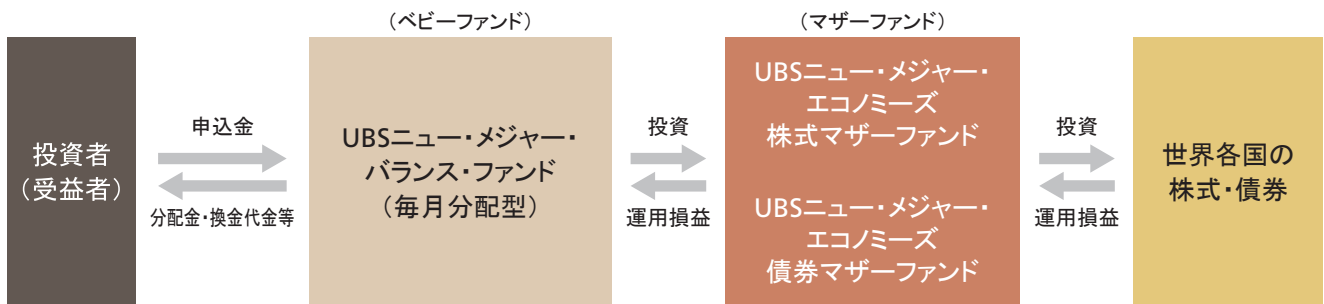 （ベビーファンド）
（マザーファンド）
投資者
（受益者）
申込金
分配金・換金代金等
UBSニュー・メジャー・
バランス・ファンド
（毎月分配型）
投資
運用損益
UBSニュー・メジャー・
エコノミーズ
株式マザーファンド
UBSニュー・メジャー・
エコノミーズ
債券マザーファンド
投資
運用損益
世界各国の
株式・債券